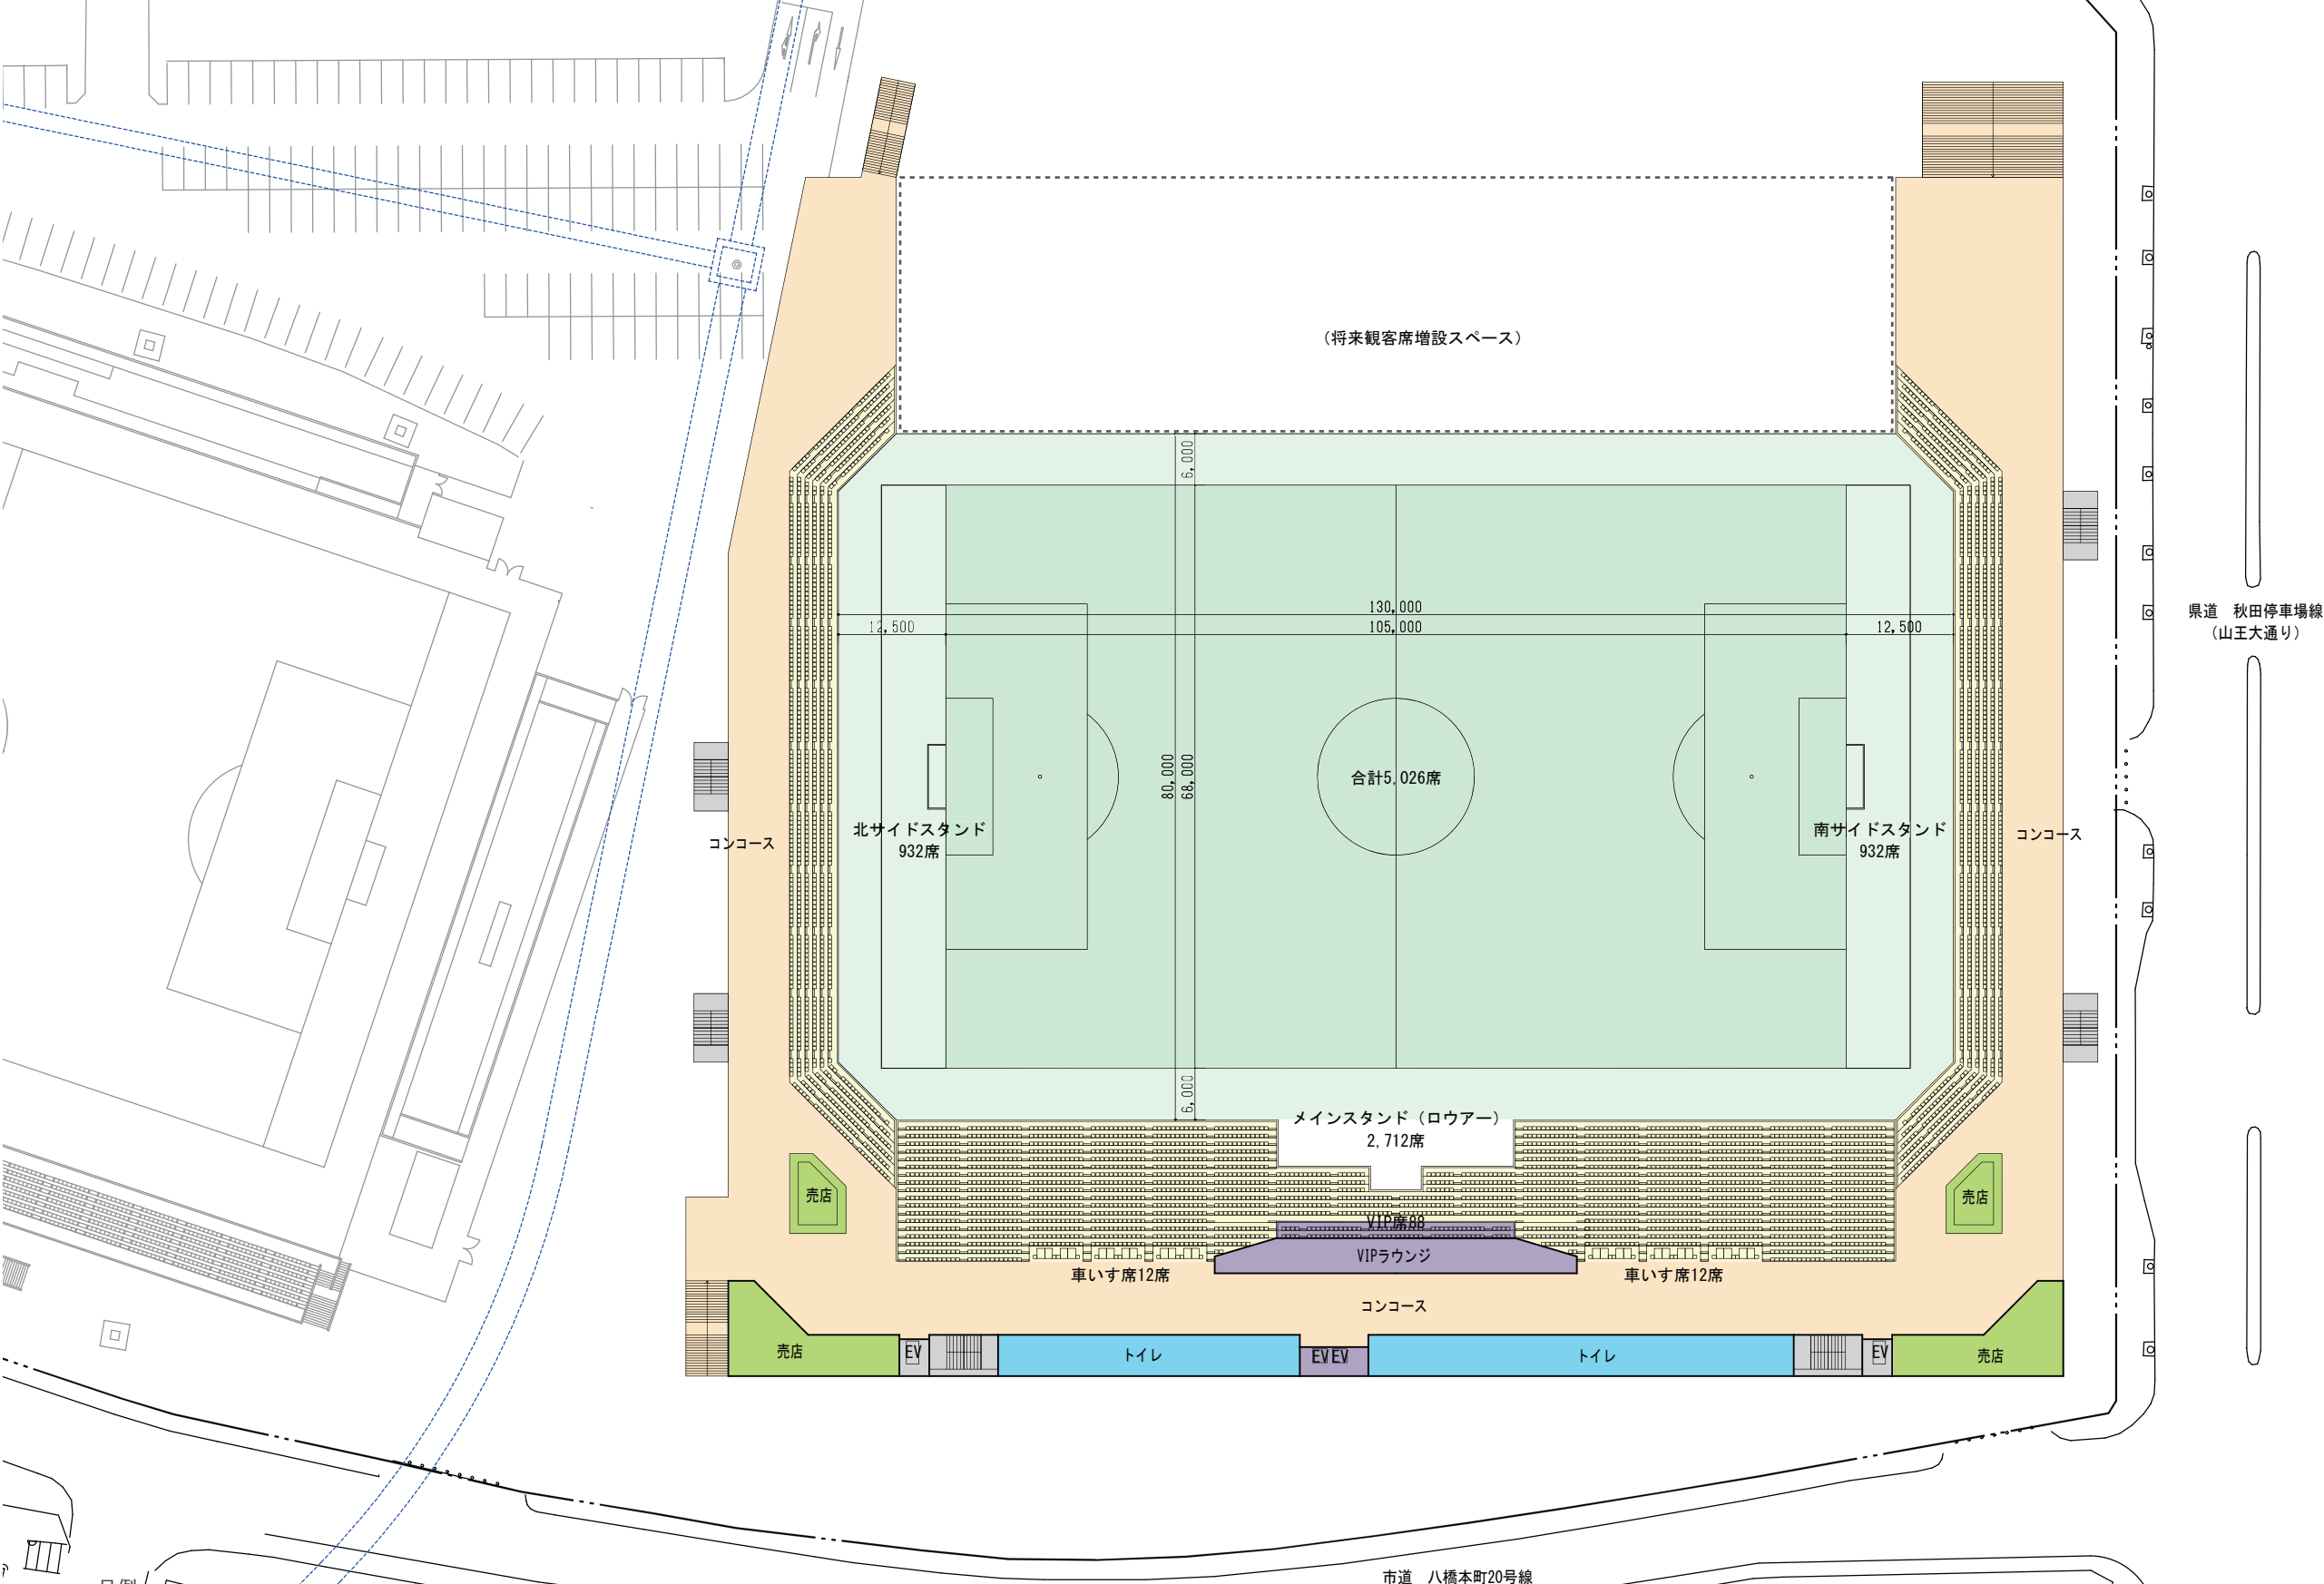 （将来観客席増設スペース）
6,000
県道　秋田停車場線
（山王大通り）
130,000
12,500
105,000
12,500
80,000
68,000
合計5,026席
北サイドスタンド
932席
南サイドスタンド
932席
コンコース
コンコース
6,000
メインスタンド（ロウアー）
2,712席
売店
売店
VIP席88
VIPラウンジ
車いす席12席
車いす席12席
コンコース
売店
EV
トイレ
EV EV
トイレ
EV
売店
市道　八橋本町20号線